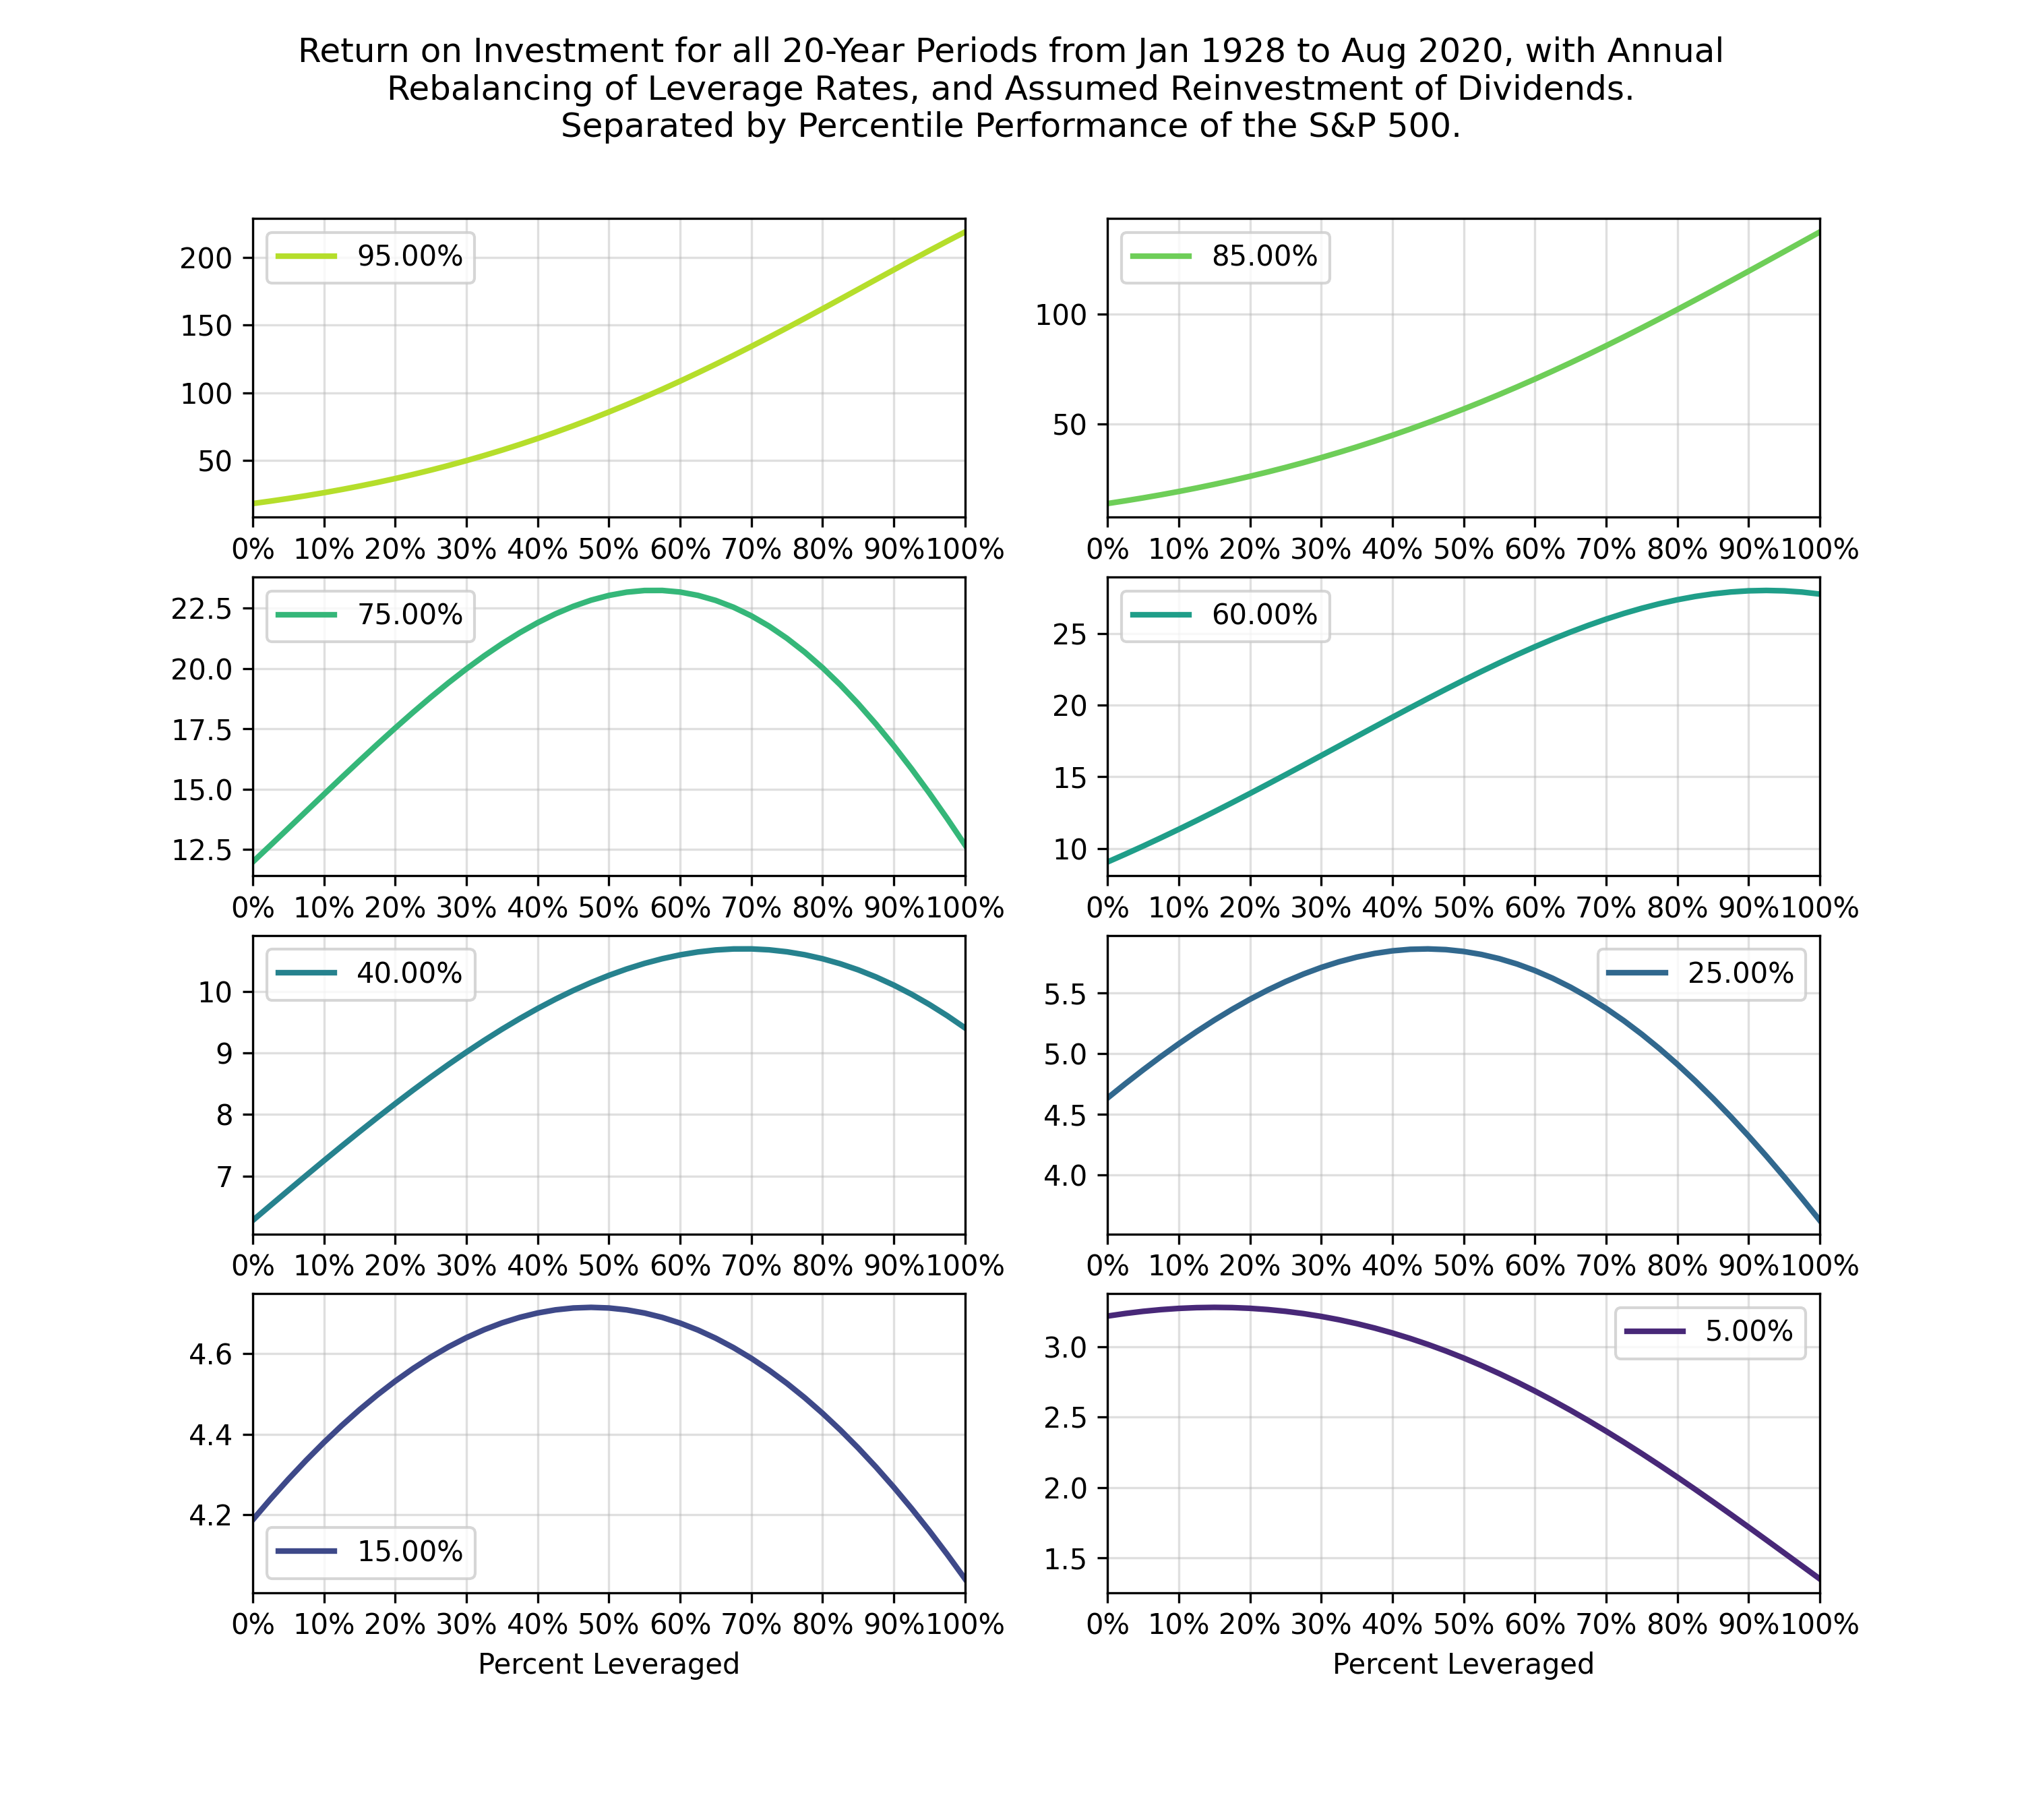 Return on Investment for all 20-Year Periods from Jan 1928 to Aug 2020, with Annual
Rebalancing of Leverage Rates, and Assumed Reinvestment of Dividends.
Separated by Percentile Performance of the S&P 500.
95.00%
200
150
100
50
0% 10% 20% 30% 40% 50% 60% 70% 80% 90% 100%
85.00%
100
50
0% 10% 20% 30% 40% 50% 60% 70% 80% 90% 100%
75.00%
22.5
20.0
17.5
15.0
12.5
0% 10% 20% 30% 40% 50% 60% 70% 80% 90% 100%
60.00%
25
20
15
10
0% 10% 20% 30% 40% 50% 60% 70% 80% 90% 100%
40.00%
10
9
8
7
0% 10% 20% 30% 40% 50% 60% 70% 80% 90% 100%
25.00%
5.5
5.0
4.5
4.0
0% 10% 20% 30% 40% 50% 60% 70% 80% 90% 100%
4.6
4.4
4.2
15.00%
0% 10% 20% 30% 40% 50% 60% 70% 80% 90% 100%
Percent Leveraged
5.00%
3.0
2.5
2.0
1.5
0% 10% 20% 30% 40% 50% 60% 70% 80% 90% 100%
Percent Leveraged